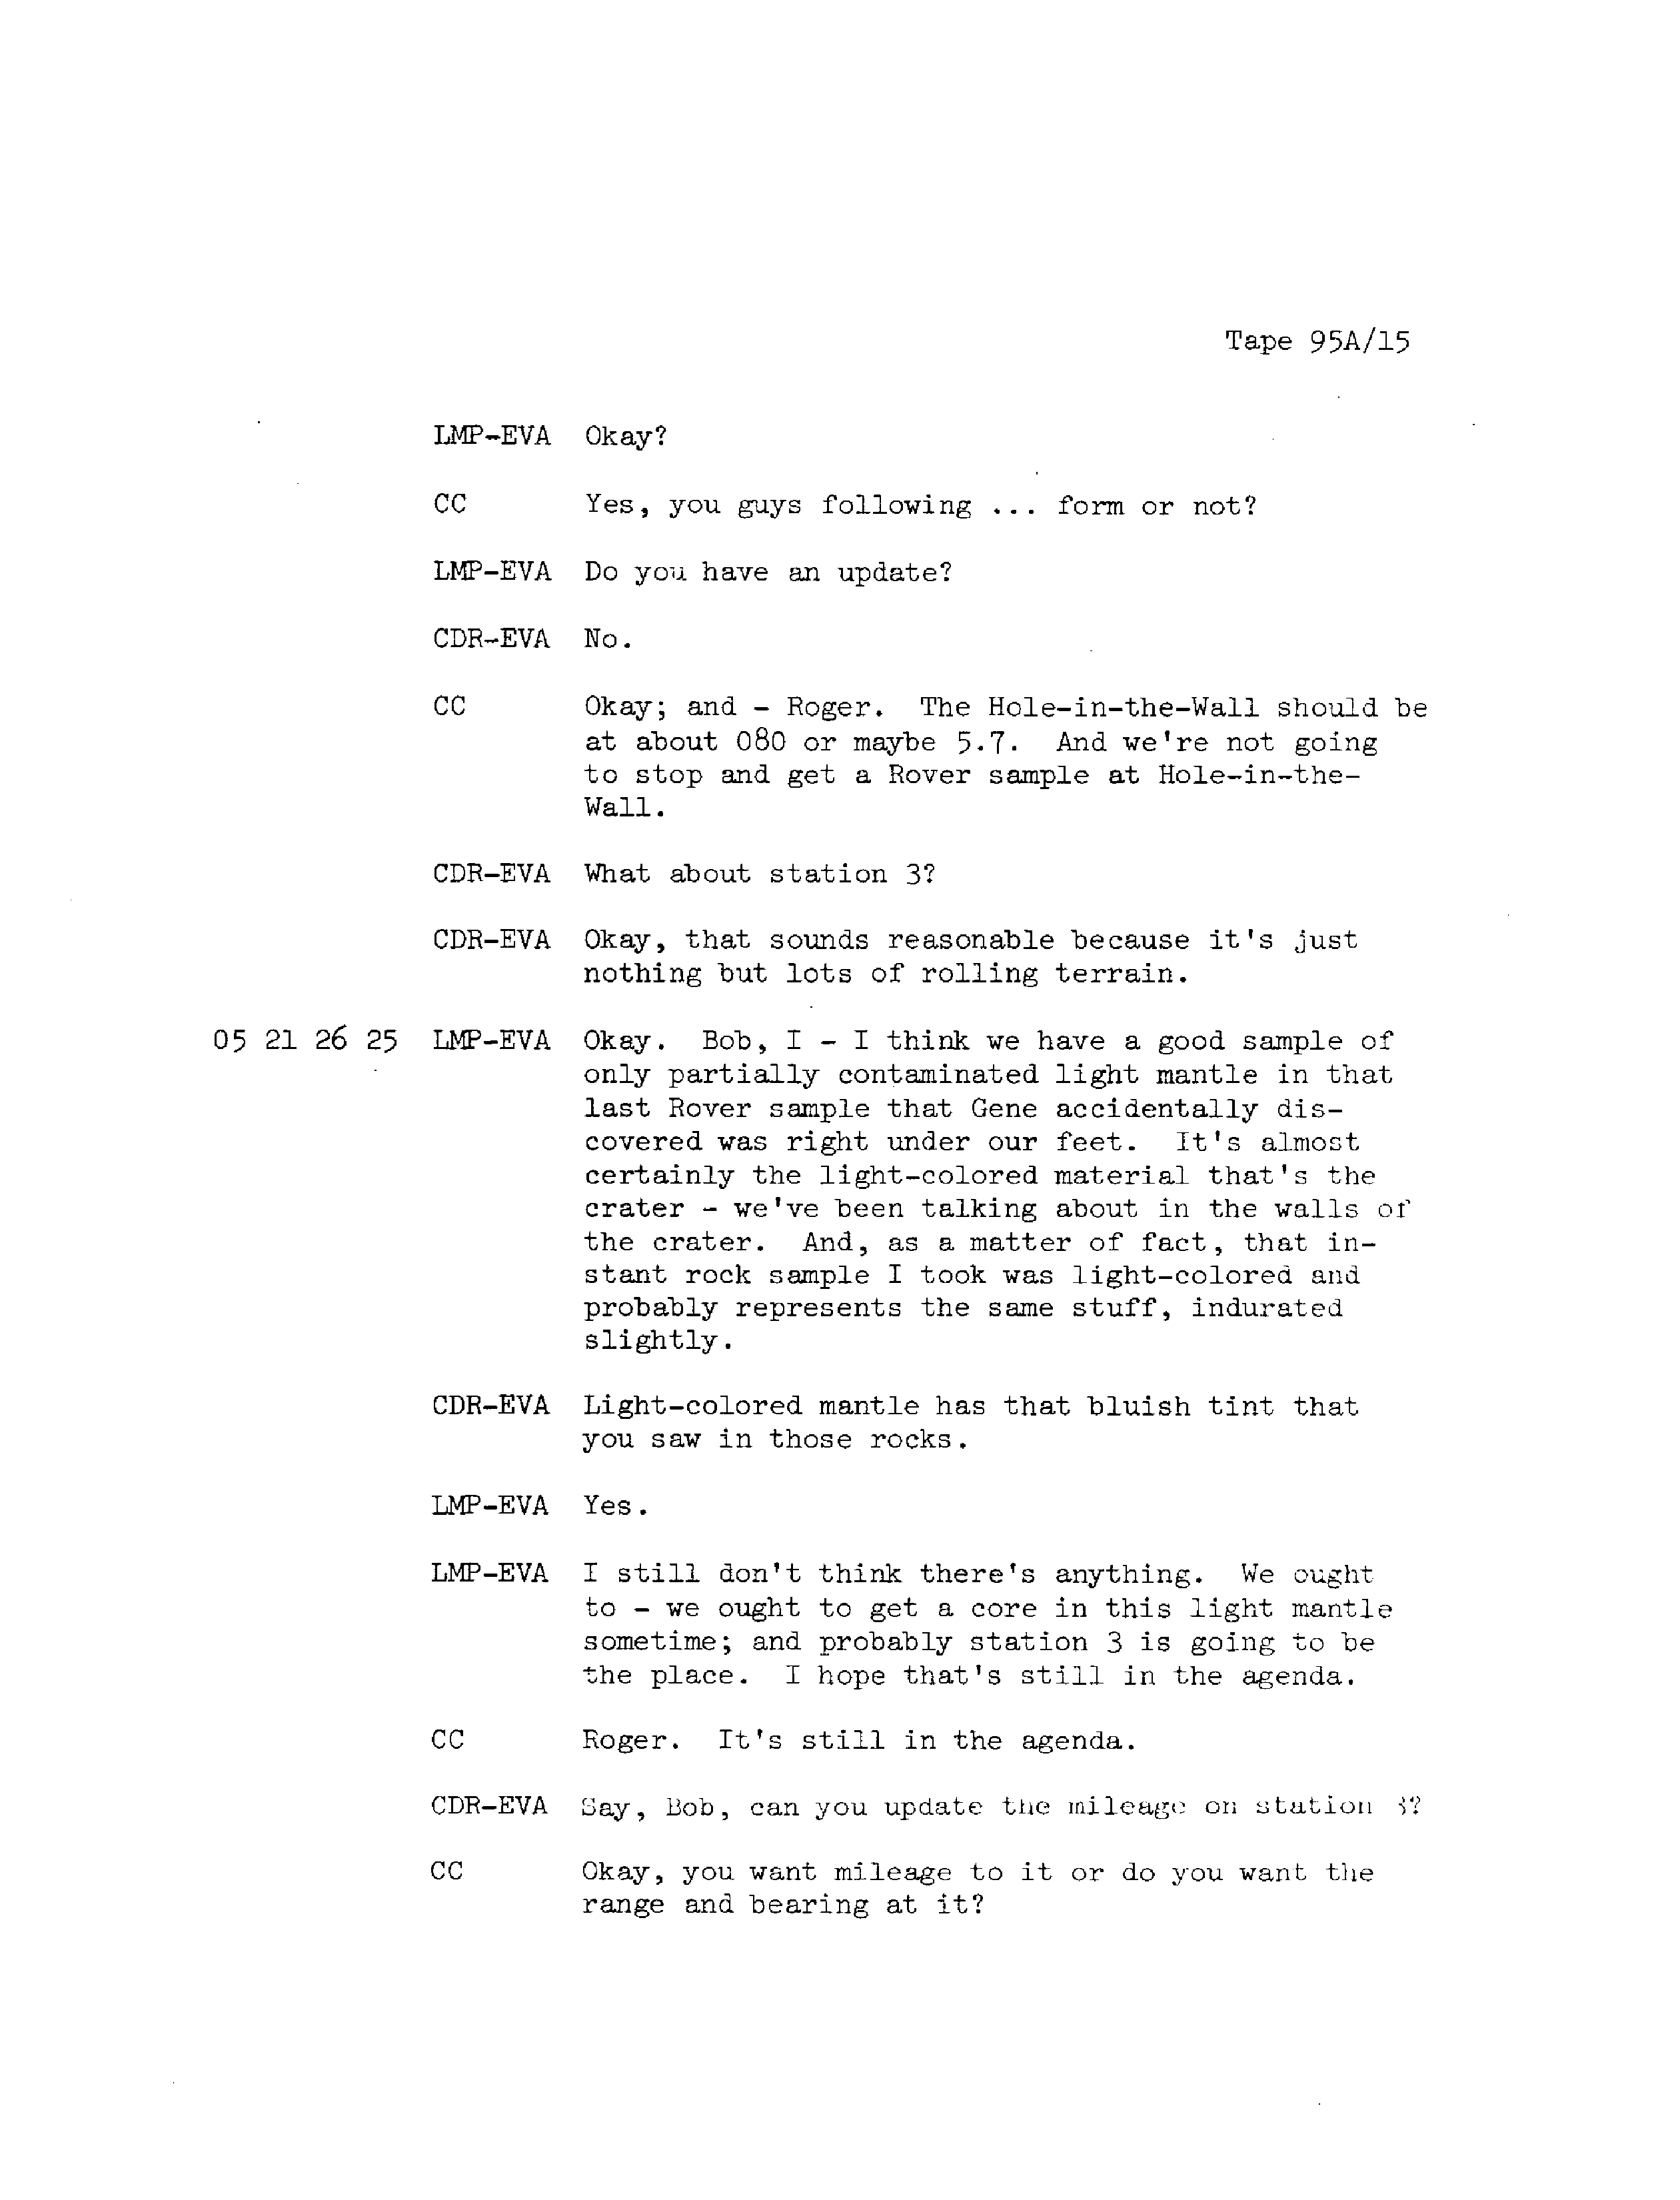 Tape 95A/15
LMP-EVA Okay?
CC Yes, you guys following ... form or not?
LMP-EVA Do you have an update?
CDR-EVA No.
CC Okay; and - Roger. The Hole-in-the-Wall should be
at about 080 or maybe 5.7. And we're not going
to stop and get a Rover sample at Hole-in-the-
Wall.
CDR-EVA What about station 3?
CDR-EVA Okay, that sounds reasonable because it's just
nothing but lots of rolling terrain.
05 21 26 25 LMP-EVA Okay. Bob, I - I think we have a good sample of
only partially contaminated light mantle in that
last Rover sample that Gene accidentally dis-
covered was right under our feet. It's almost
certainly the light-colored material that's the
crater - we've been talking about in the walls of
the crater. And, as a matter of fact, that in-
stant rock sample I took was light-colored and
probably represents the same stuff, indurated
slightly.
CDR-EVA Light-colored mantle has that bluish tint that
you saw in those rocks.
LMP-EVA Yes.
LMP-EVA I still don't think there's anything. We ought
to - we ought to get a core in this light mantle
sometime; and probably station 3 is going to be
the place. I hope that's still in the agenda.
CC Roger. It's still in the agenda.
CDR-EVA Say, Bob, can you update the mileage on station 3?
CC Okay, you want mileage to it or do you want the
range and bearing at it?